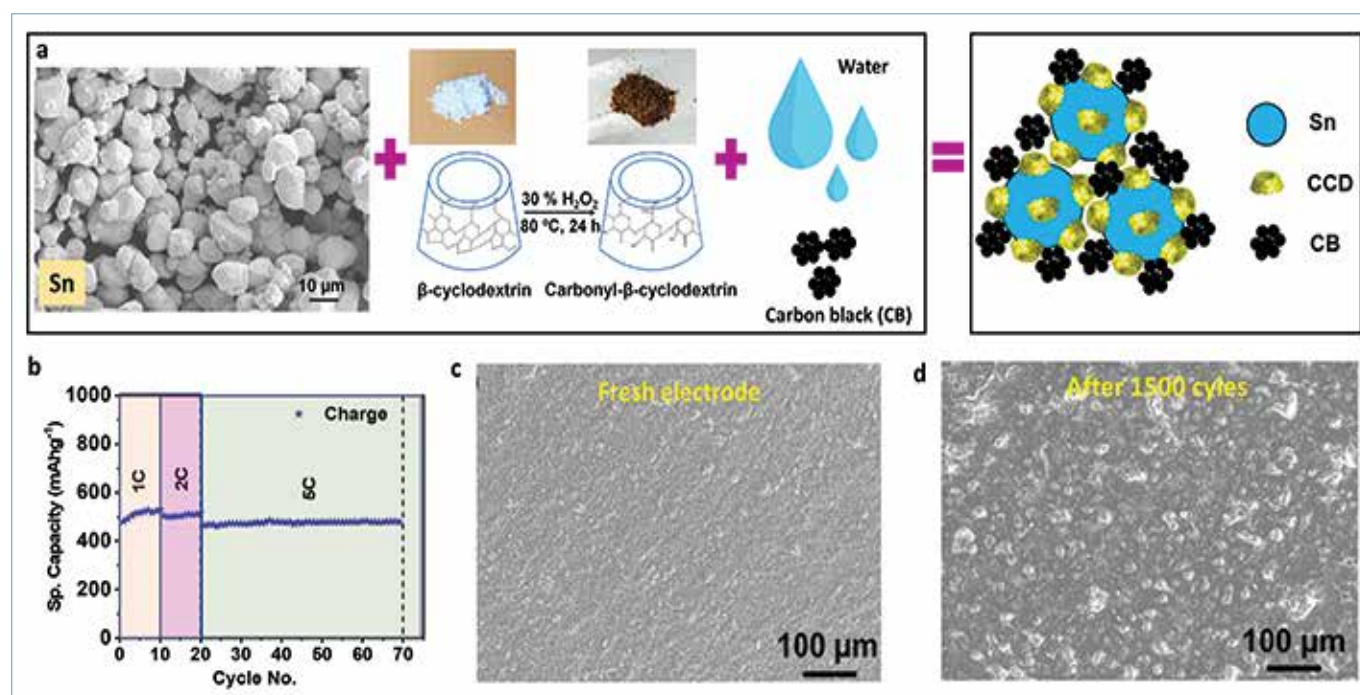 a
Sn
10 µm
30 % H₂O₂
80 ºC, 24 h
β-cyclodextrin
Carbonyl-β-cyclodextrin
Water
Carbon black (CB)
Sn
CCD
CB
b
Sp. Capacity (mAhg⁻¹)
1000
800
600
400
200
0
Charge
1C
2C
5C
0 10 20 30 40 50 60 70
Cycle No.
c
Fresh electrode
100 µm
d
After 1500 cyles
100 µm